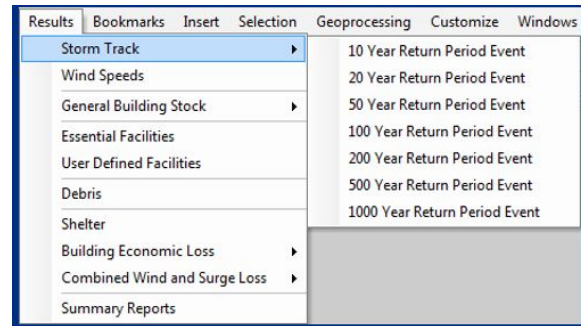 Results Bookmarks Insert Selection Geoprocessing Customize Windows
Storm Track
Wind Speeds
General Building Stock
Essential Facilities
User Defined Facilities
Debris
Shelter
Building Economic Loss
Combined Wind and Surge Loss
Summary Reports
10 Year Return Period Event
20 Year Return Period Event
50 Year Return Period Event
100 Year Return Period Event
200 Year Return Period Event
500 Year Return Period Event
1000 Year Return Period Event